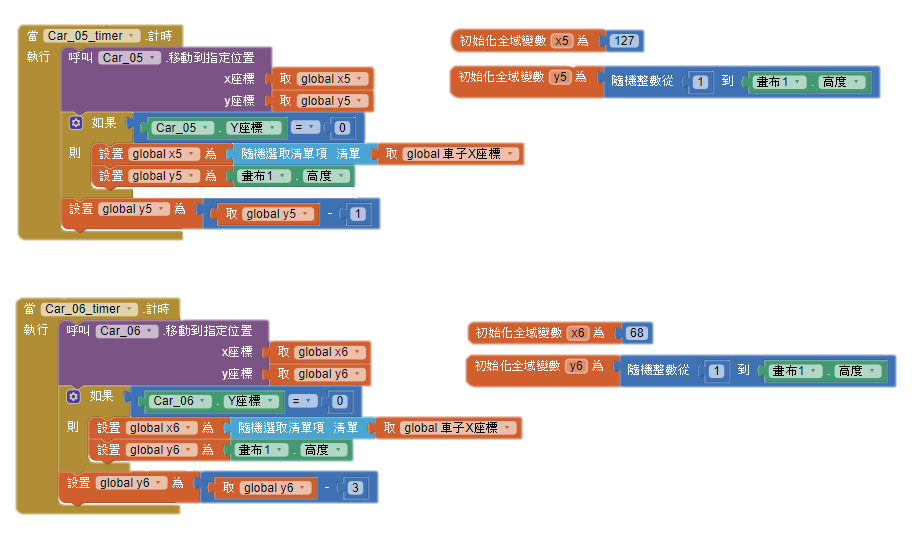 當 Car_05_timer .計時
執行 呼叫 Car_05 .移動到指定位置
x座標 取 global x5
y座標 取 global y5
如果 Car_05 . Y座標 = 0
則 設置 global x5 為 隨機選取清單項 清單 取 global 車子X座標
設置 global y5 為 畫布1 . 高度
設置 global y5 為 取 global y5 - 1
初始化全域變數 x5 為 127
初始化全域變數 y5 為 隨機整數從 1 到 畫布1 . 高度
當 Car_06_timer .計時
執行 呼叫 Car_06 .移動到指定位置
x座標 取 global x6
y座標 取 global y6
如果 Car_06 . Y座標 = 0
則 設置 global x6 為 隨機選取清單項 清單 取 global 車子X座標
設置 global y6 為 畫布1 . 高度
設置 global y6 為 取 global y6 - 3
初始化全域變數 x6 為 68
初始化全域變數 y6 為 隨機整數從 1 到 畫布1 . 高度